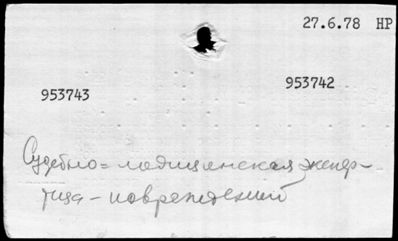 27.6.78 НР
953743
953742
Судебно=медицинская экспер-
тиза - повреждений